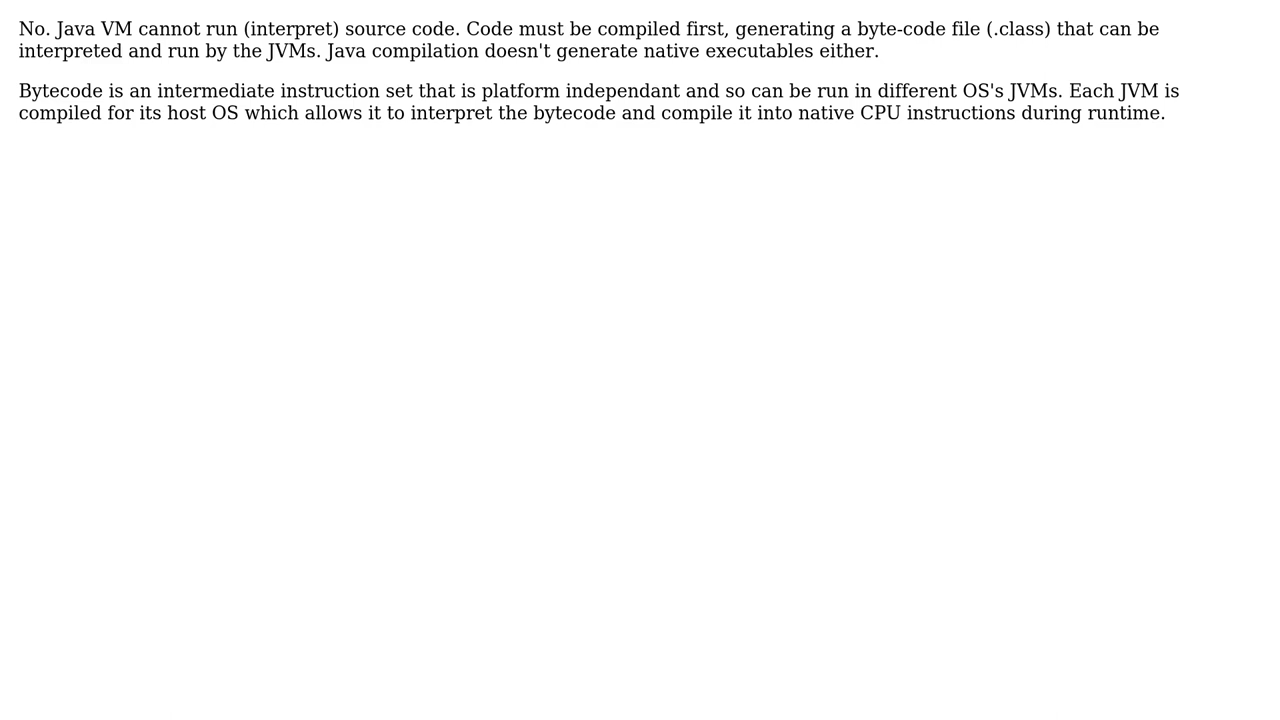 No. Java VM cannot run (interpret) source code. Code must be compiled first, generating a byte-code file (.class) that can be
interpreted and run by the JVMs. Java compilation doesn't generate native executables either.
Bytecode is an intermediate instruction set that is platform independant and so can be run in different OS's JVMs. Each JVM is
compiled for its host OS which allows it to interpret the bytecode and compile it into native CPU instructions during runtime.